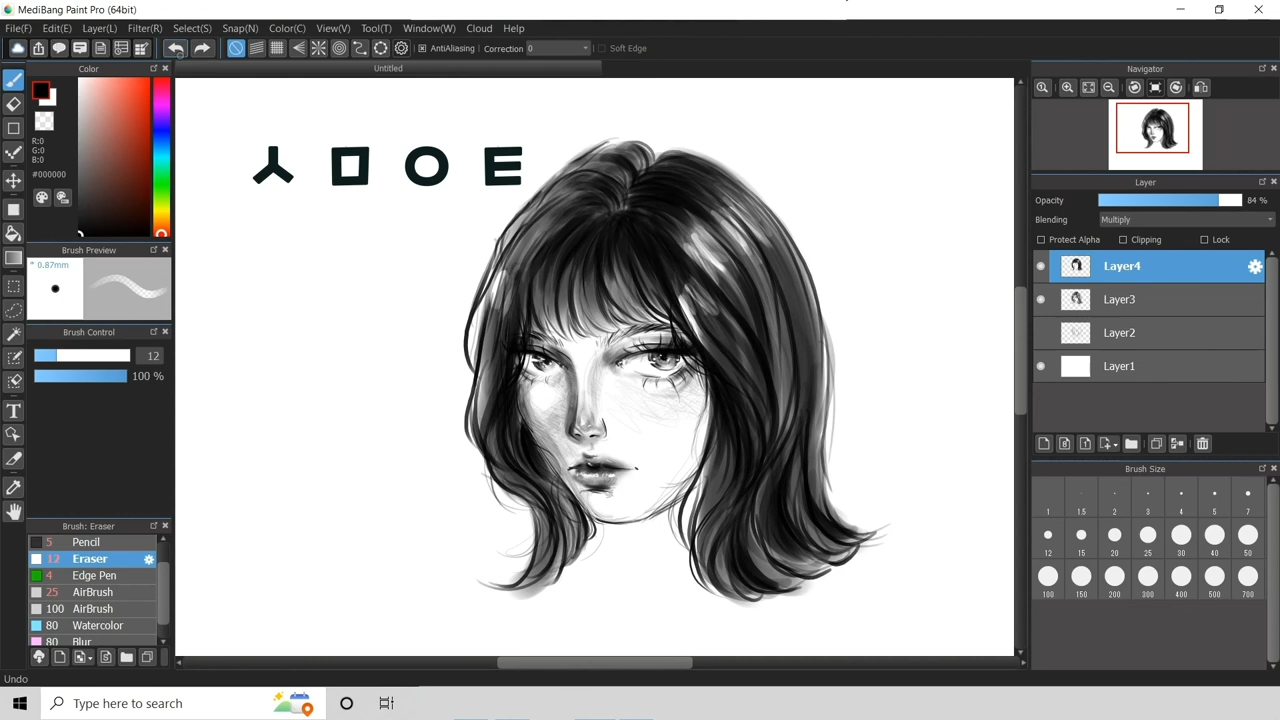 MediBang Paint Pro (64bit)
File(F) Edit(E) Layer(L) Filter(R) Select(S) Snap(N) Color(C) View(V) Tool(T) Window(W) Cloud Help
AntiAliasing Correction 0 Soft Edge
Color
R:0
G:0
B:0
#000000
Brush Preview
* 0.87mm
Brush Control
12
100 %
Brush: Eraser
5 Pencil
12 Eraser
4 Edge Pen
25 AirBrush
100 AirBrush
80 Watercolor
80 Blur
Undo
Untitled
ㅅ ㅁ ㅇ ㅌ
Navigator
Layer
Opacity 84 %
Blending Multiply
Protect Alpha Clipping Lock
Layer4
Layer3
Layer2
Layer1
Brush Size
1 1.5 2 3 4 5 7
12 15 20 25 30 40 50
100 150 200 300 400 500 700
Type here to search